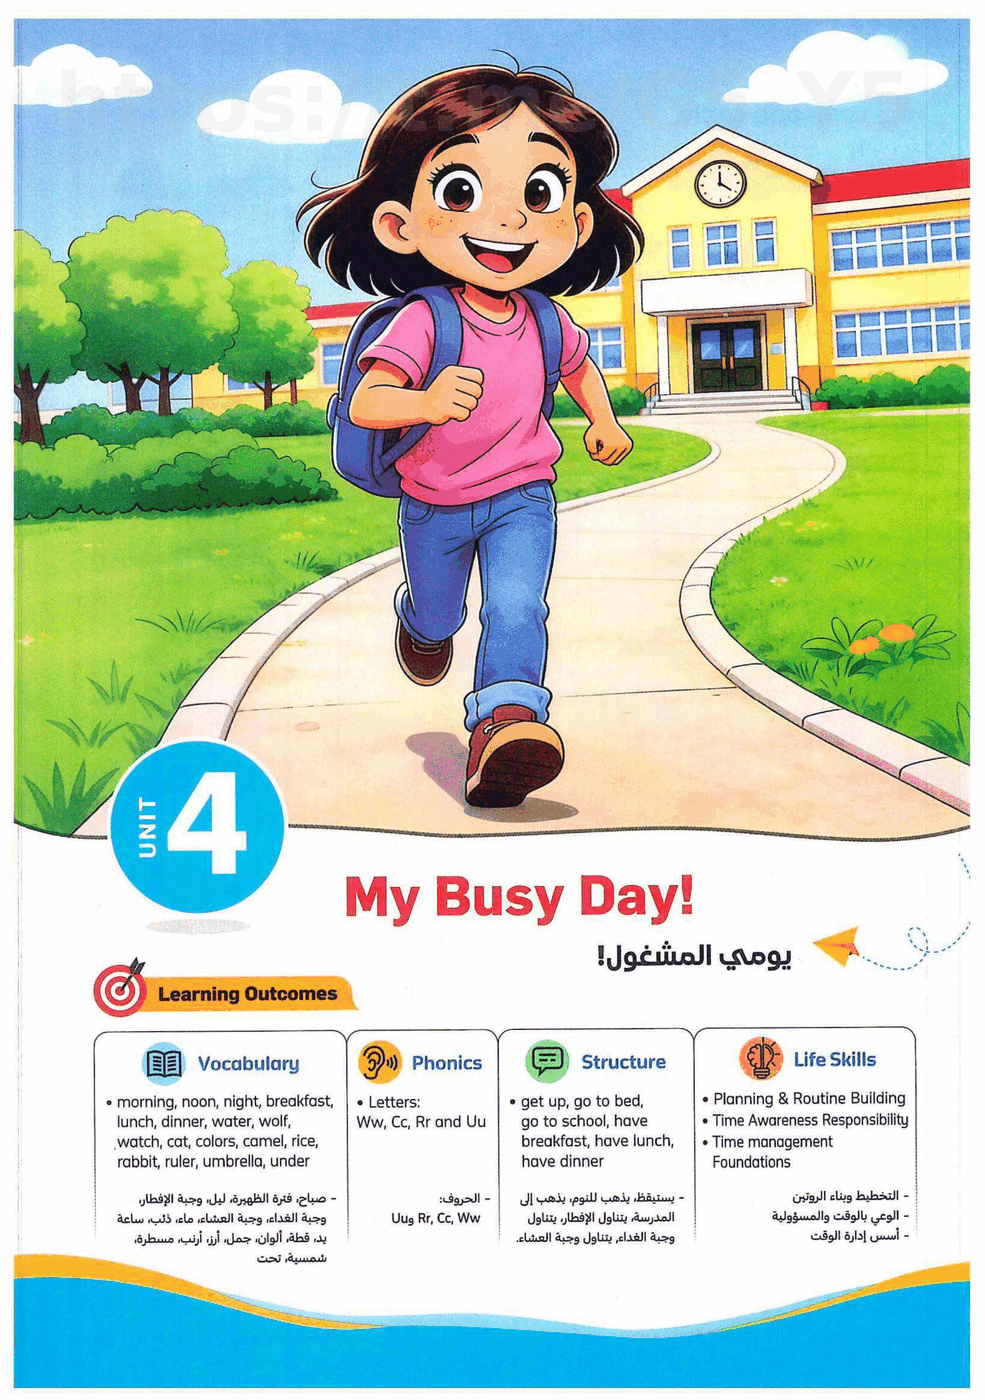 UNIT 4
My Busy Day!
يومي المشغول!
Learning Outcomes
Vocabulary
• morning, noon, night, breakfast,
lunch, dinner, water, wolf,
watch, cat, colors, camel, rice,
rabbit, ruler, umbrella, under
- صباح، فترة الظهيرة، ليل، وجبة الإفطار،
وجبة الغداء، وجبة العشاء، ماء، ذئب، ساعة
يد، قطة، ألوان، جمل، أرز، أرنب، مسطرة،
شمسية، تحت
Phonics
• Letters:
Ww, Cc, Rr and Uu
- الحروف:
Ww ,Cc ,Rr وUu
Structure
• get up, go to bed,
go to school, have
breakfast, have lunch,
have dinner
- يستيقظ، يذهب للنوم، يذهب إلى
المدرسة، يتناول الإفطار، يتناول
وجبة الغداء، يتناول وجبة العشاء.
Life Skills
• Planning & Routine Building
• Time Awareness Responsibility
• Time management
Foundations
- التخطيط وبناء الروتين
- الوعي بالوقت والمسؤولية
- أسس إدارة الوقت